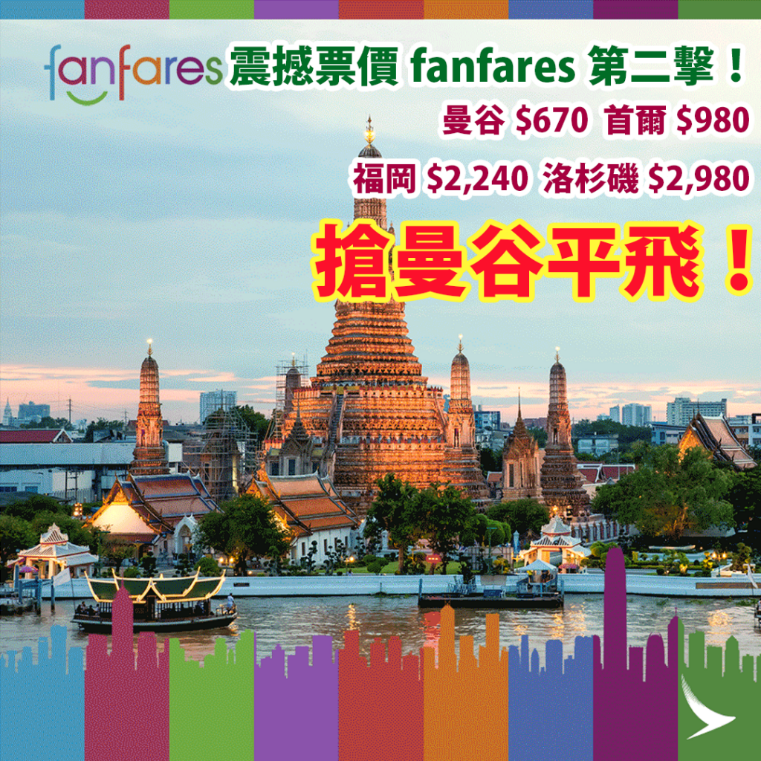 fanfares 震撼票價 fanfares 第二擊！
曼谷 $670 首爾 $980
福岡 $2,240 洛杉磯 $2,980
搶曼谷平飛！